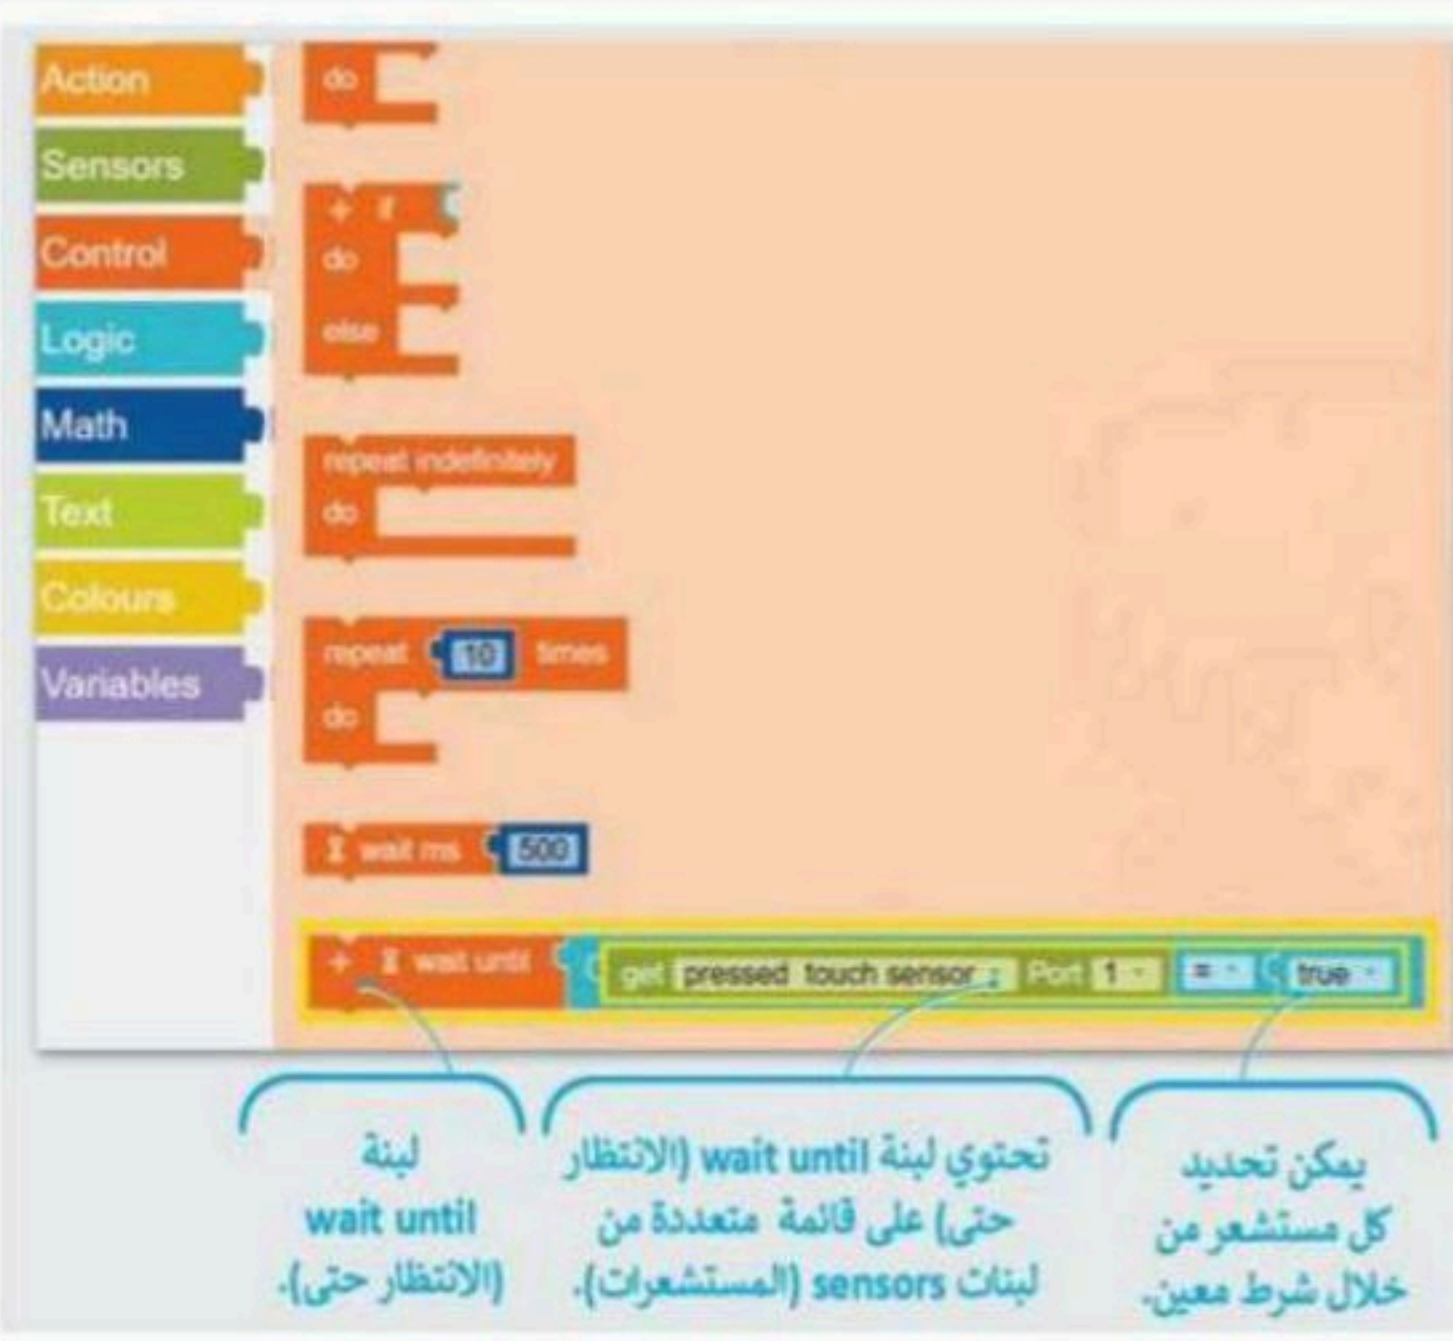 Action
Sensors
Control
Logic
Math
Text
Colours
Variables
do
+ if
do
else
repeat indefinitely
do
repeat 10 times
do
wait ms 500
+ wait until get pressed touch sensor Port 1 = true
لبنة
wait until
(الانتظار حتى).
تحتوي لبنة wait until (الانتظار
حتى) على قائمة متعددة من
لبنات sensors (المستشعرات).
يمكن تحديد
كل مستشعر من
خلال شرط معين.